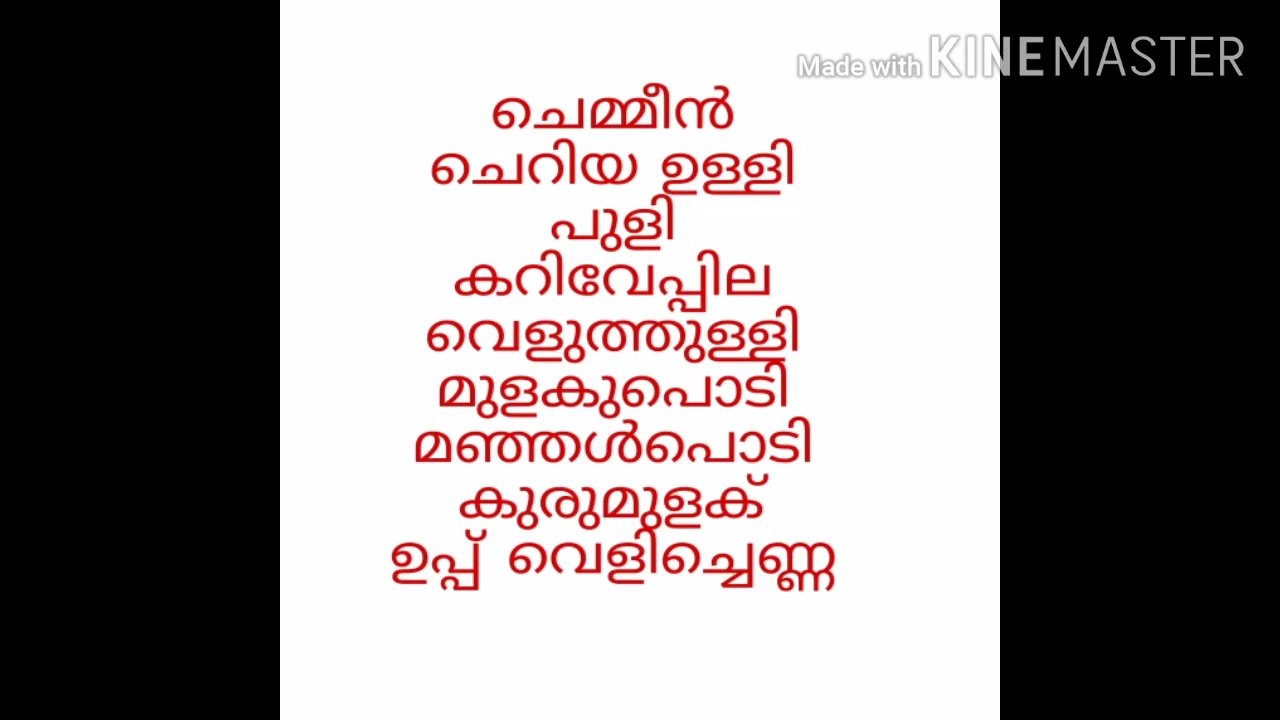 Made with KINEMASTER
ചെമ്മീൻ
ചെറിയ ഉള്ളി
പുളി
കറിവേപ്പില
വെളുത്തുള്ളി
മുളകുപൊടി
മഞ്ഞൾപൊടി
കുരുമുളക്
ഉപ്പ് വെളിച്ചെണ്ണ